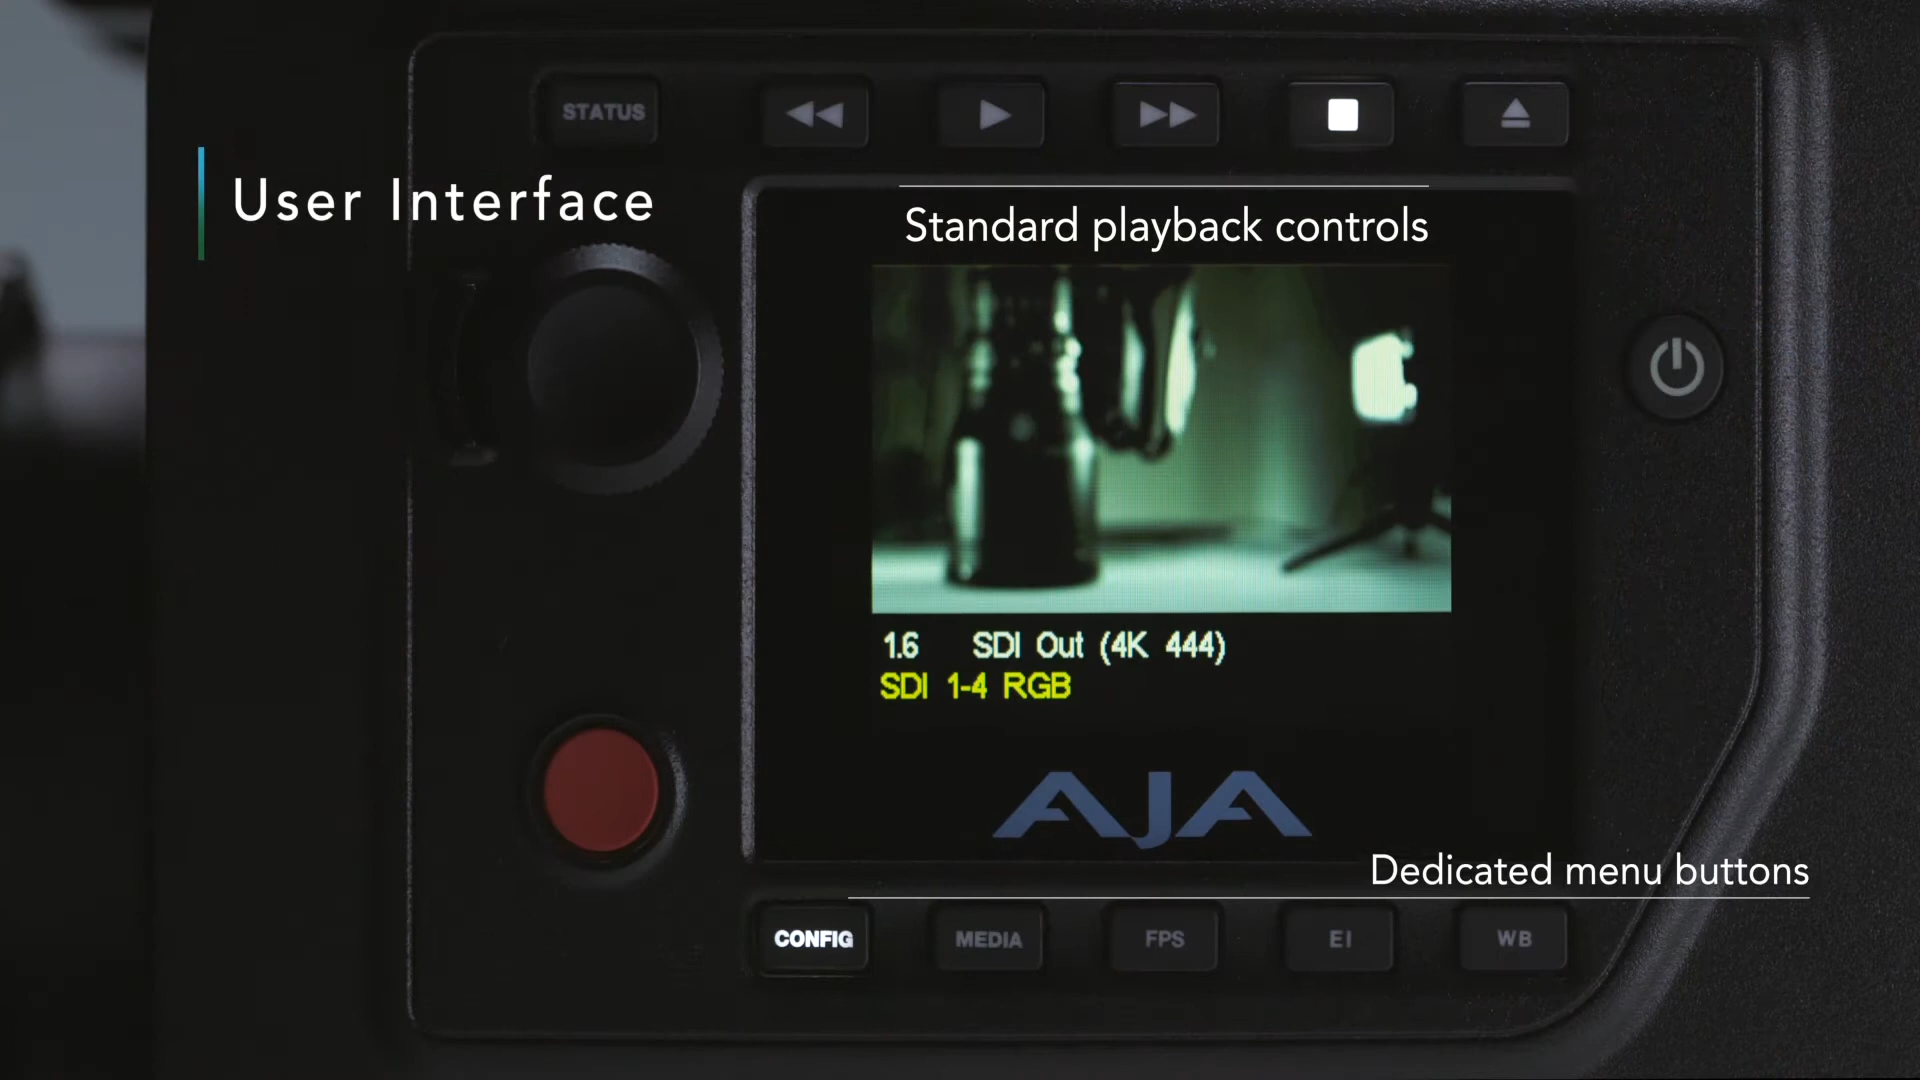 STATUS
User Interface
Standard playback controls
1.6 SDI Out (4K 444)
SDI 1-4 RGB
AJA
Dedicated menu buttons
CONFIG MEDIA FPS EI WB